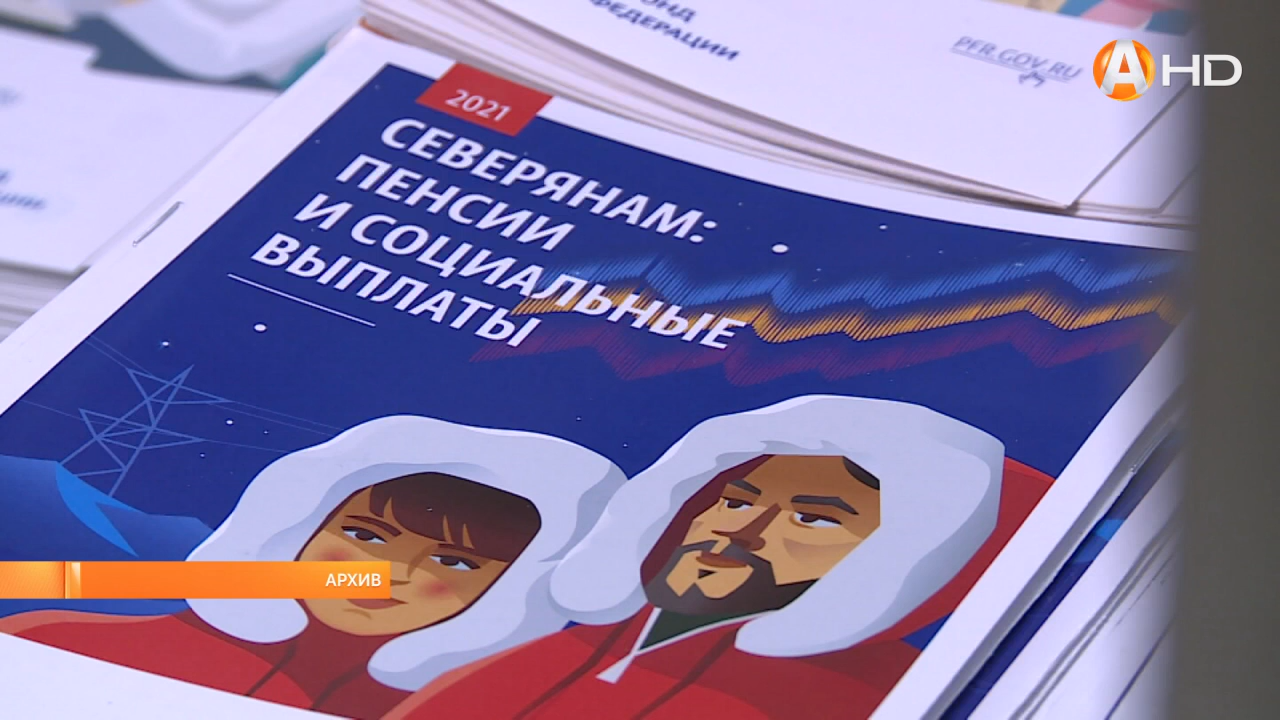 ФЕДЕРАЦИИ
PFR.GOV.RU
A HD
2021
СЕВЕРЯНАМ:
ПЕНСИИ
И СОЦИАЛЬНЫЕ
ВЫПЛАТЫ
АРХИВ